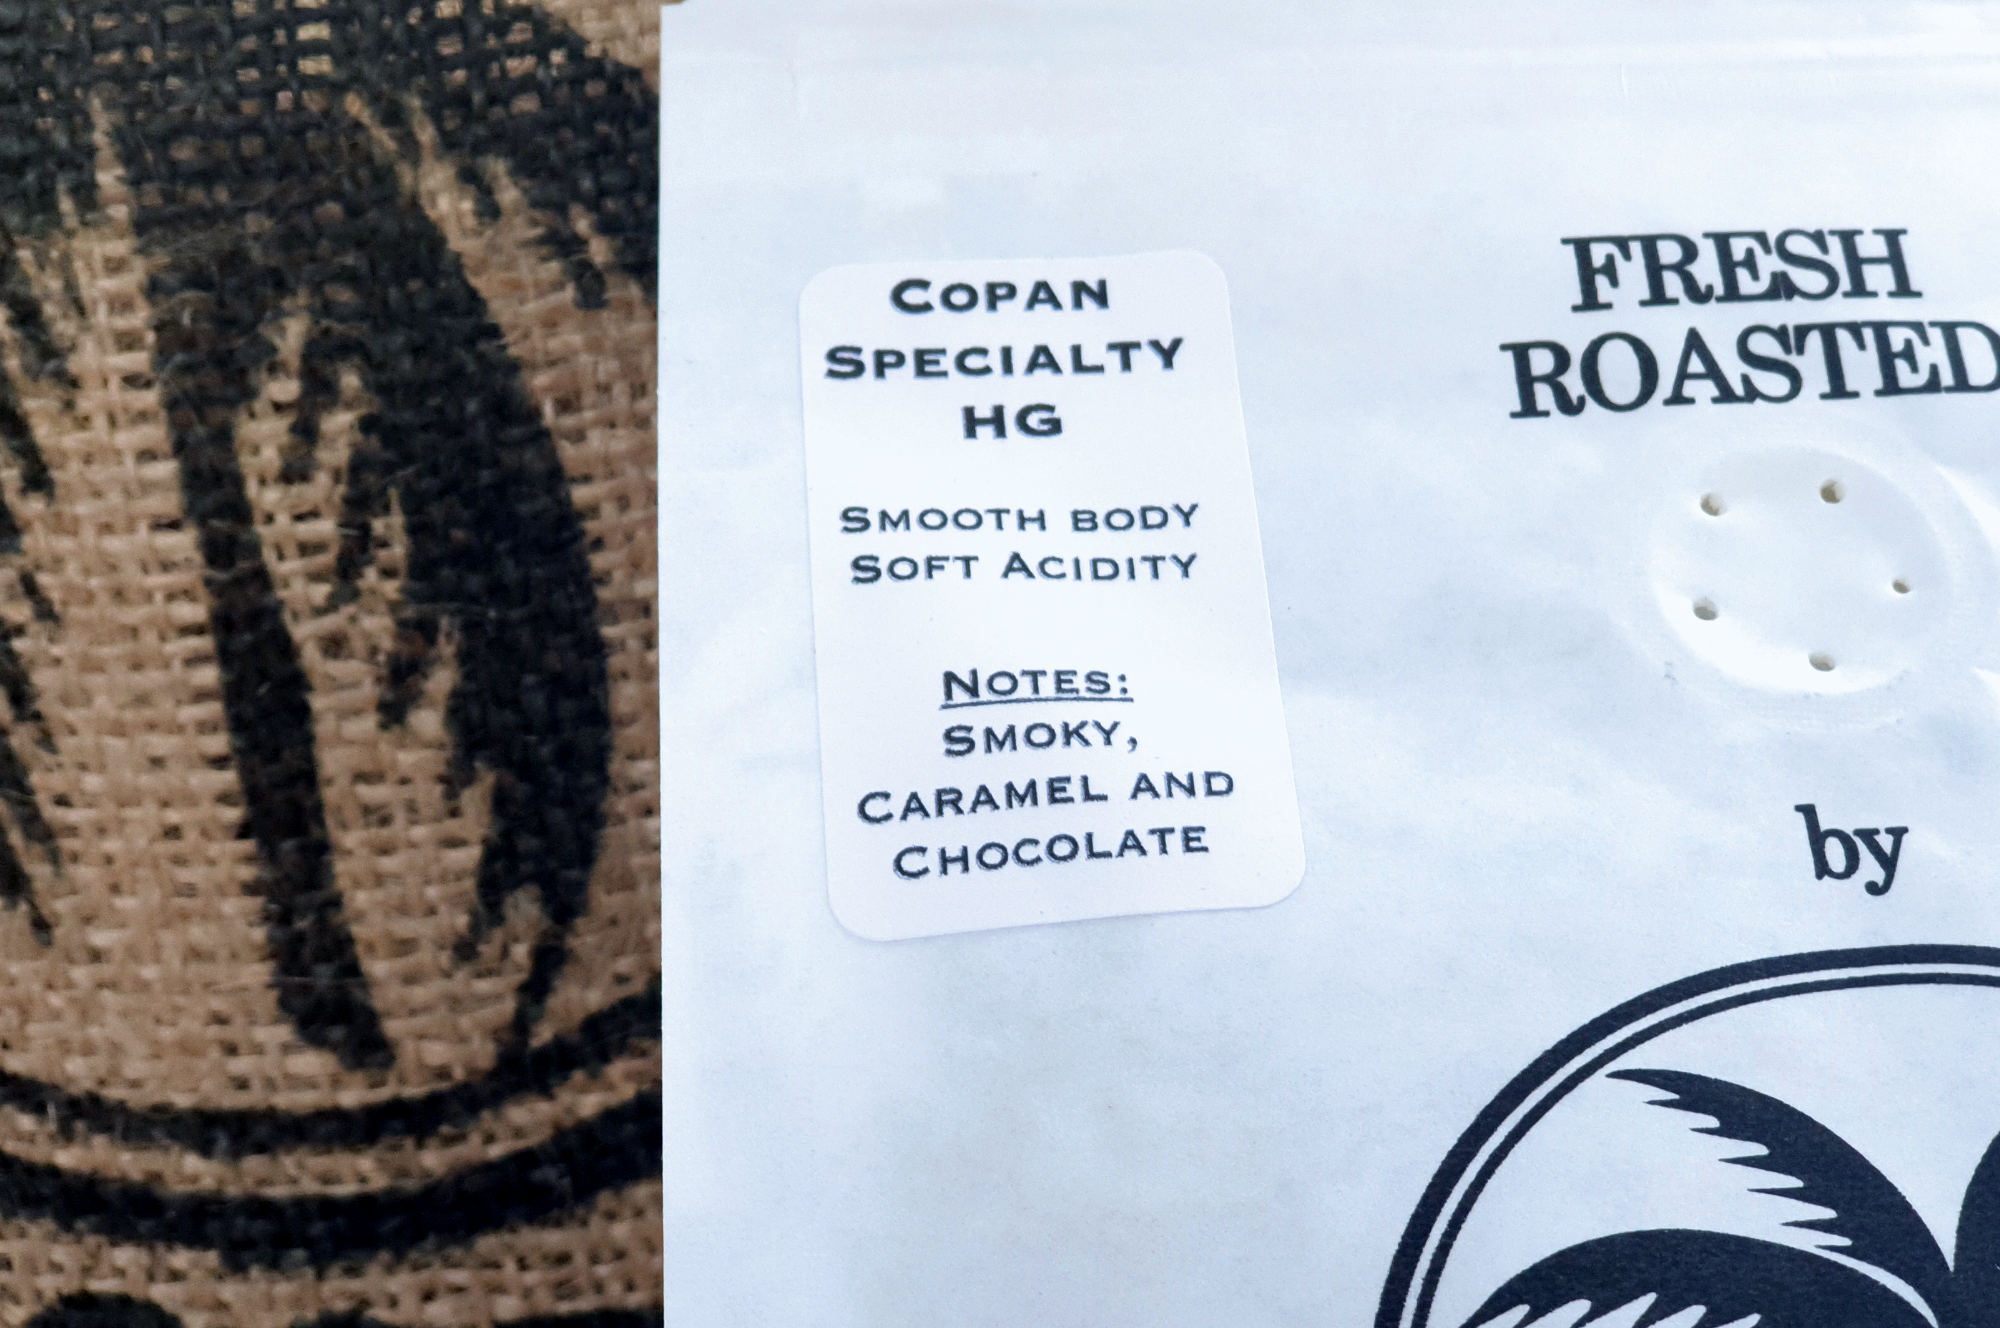 Copan
Specialty
HG
Smooth body
Soft Acidity
Notes:
Smoky,
Caramel and
Chocolate
FRESH
ROASTED
by